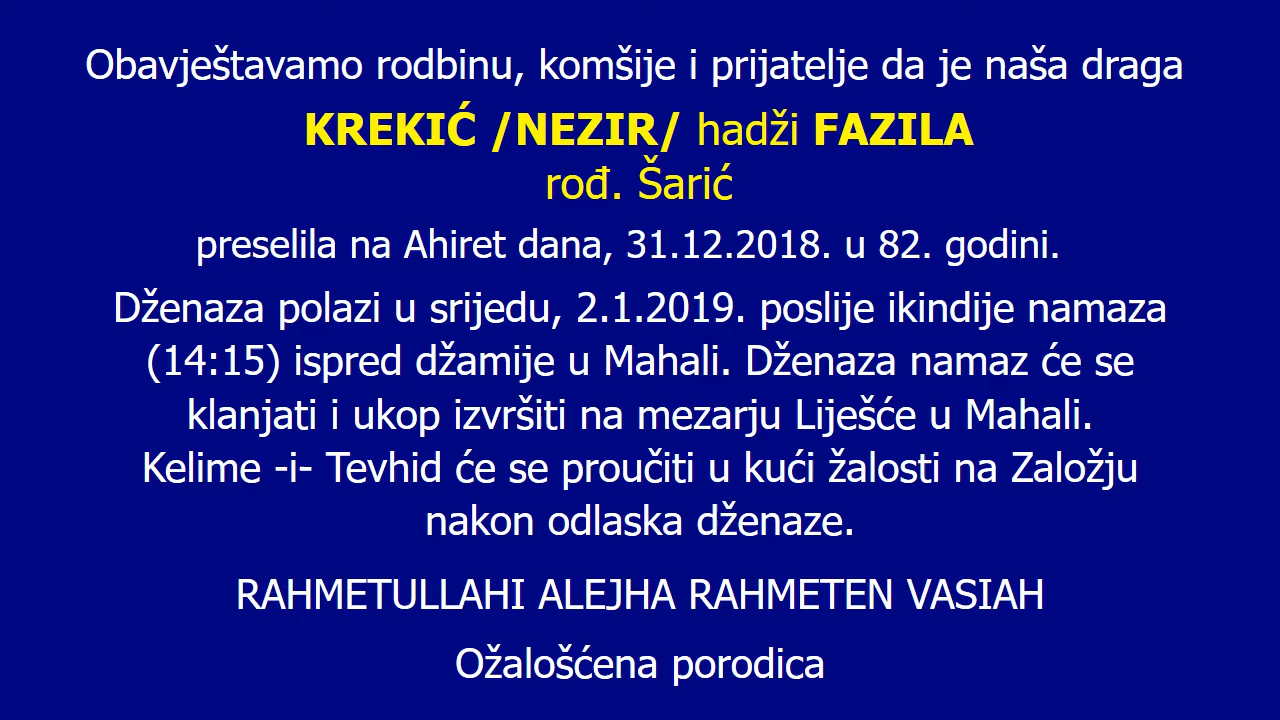 Obavještavamo rodbinu, komšije i prijatelje da je naša draga
KREKIĆ /NEZIR/ hadži FAZILA
rođ. Šarić
preselila na Ahiret dana, 31.12.2018. u 82. godini.
Dženaza polazi u srijedu, 2.1.2019. poslije ikindije namaza
(14:15) ispred džamije u Mahali. Dženaza namaz će se
klanjati i ukop izvršiti na mezarju Liješće u Mahali.
Kelime -i- Tevhid će se proučiti u kući žalosti na Založju
nakon odlaska dženaze.
RAHMETULLAHI ALEJHA RAHMETEN VASIAH
Ožalošćena porodica